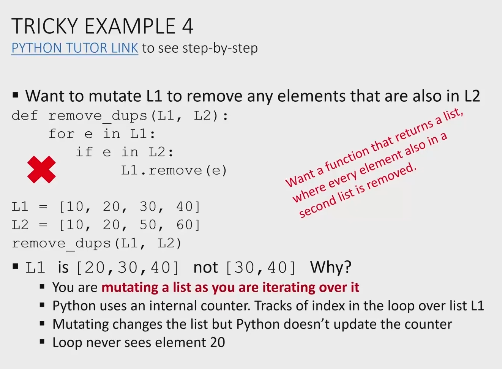 TRICKY EXAMPLE 4
PYTHON TUTOR LINK to see step-by-step
▪ Want to mutate L1 to remove any elements that are also in L2
def remove_dups(L1, L2):
    for e in L1:
        if e in L2:
            L1.remove(e)
Want a function that returns a list,
where every element also in a
second list is removed.
L1 = [10, 20, 30, 40]
L2 = [10, 20, 50, 60]
remove_dups(L1, L2)
▪ L1 is [20,30,40] not [30,40] Why?
▪ You are mutating a list as you are iterating over it
▪ Python uses an internal counter. Tracks of index in the loop over list L1
▪ Mutating changes the list but Python doesn't update the counter
▪ Loop never sees element 20